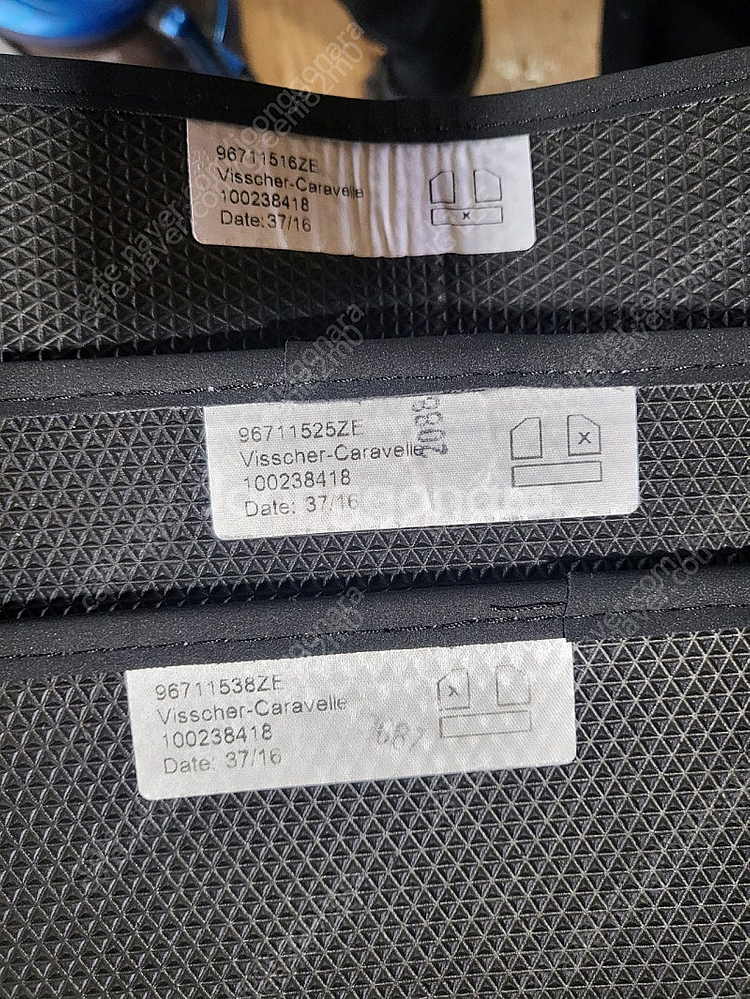 96711516ZE
Visscher-Caravelle
100238418
Date: 37/16
x
96711525ZE
Visscher-Caravelle
100238418
Date: 37/16
x
96711538ZE
Visscher-Caravelle
100238418
Date: 37/16
x